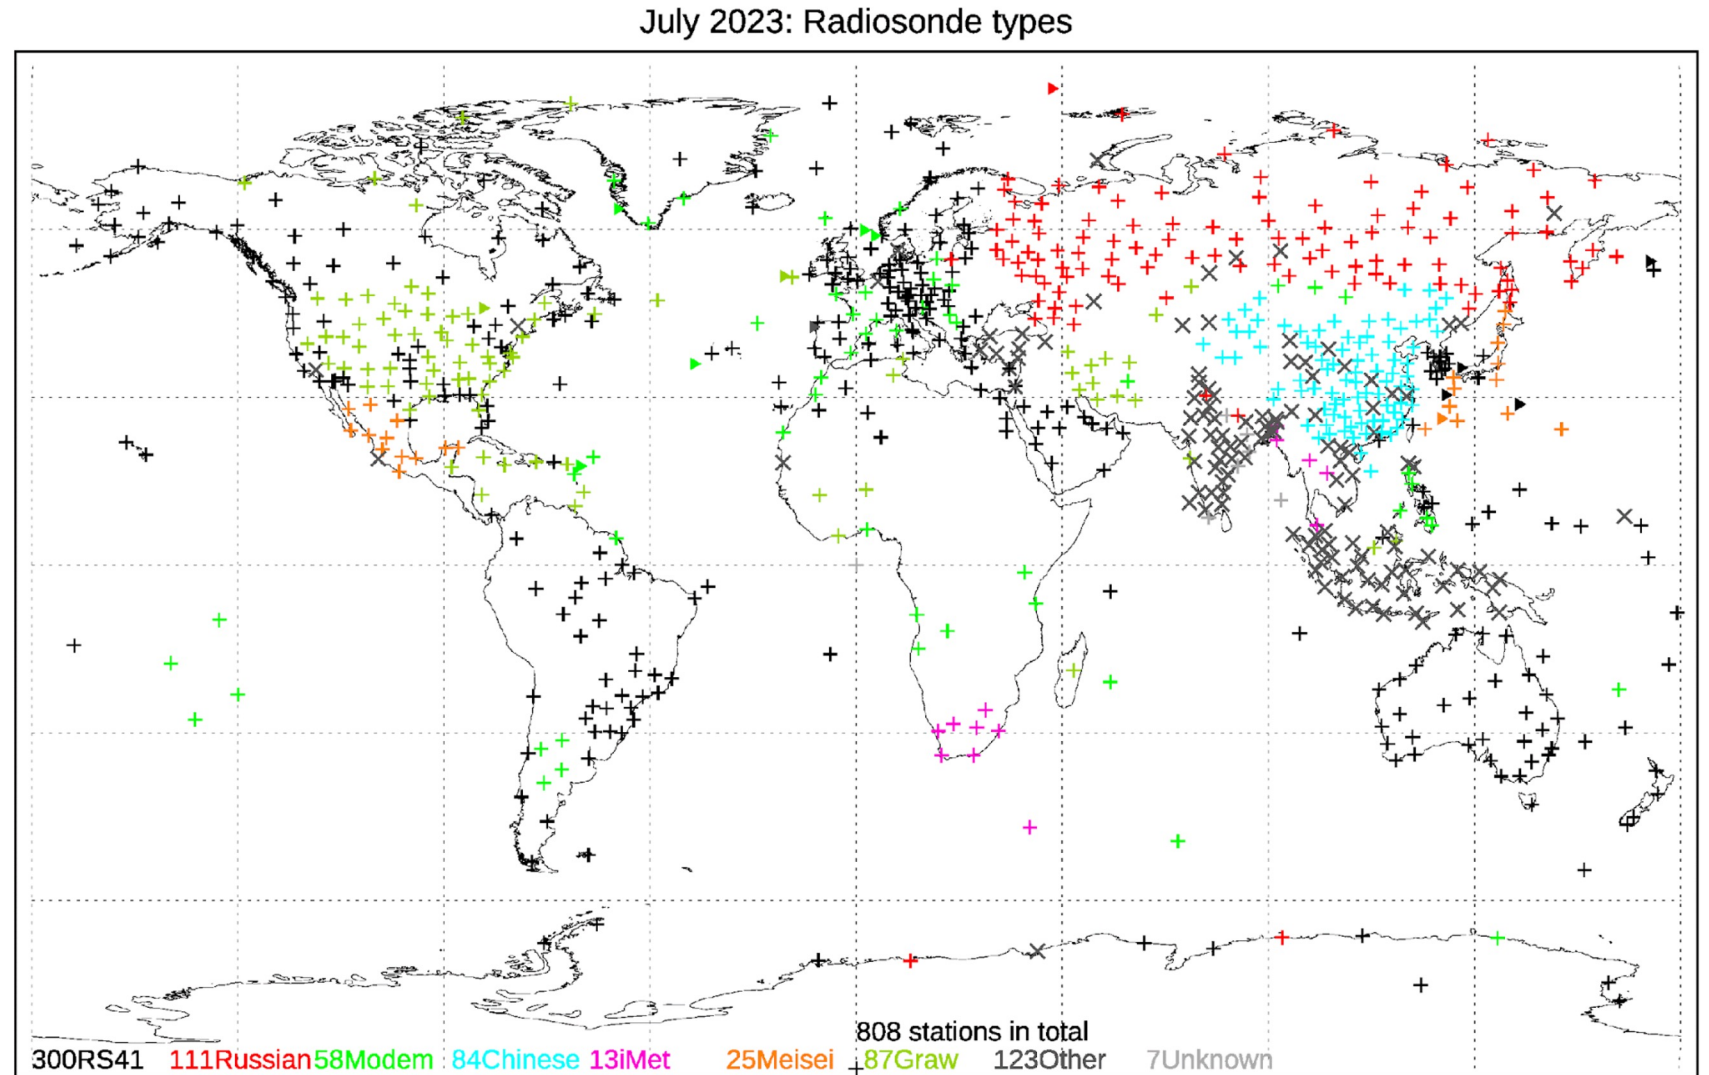 July 2023: Radiosonde types
808 stations in total
300RS41 111Russian 58Modem 84Chinese 13iMet 25Meisei 87Graw 123Other 7Unknown